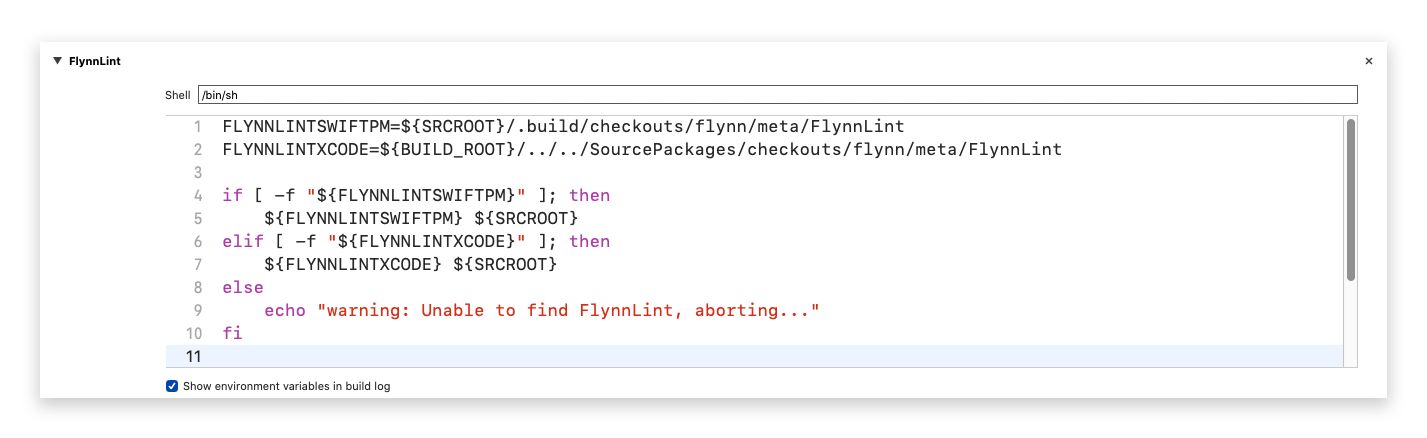 ▼ FlynnLint ×
Shell /bin/sh
1 FLYNNLINTSWIFTPM=${SRCROOT}/.build/checkouts/flynn/meta/FlynnLint
2 FLYNNLINTXCODE=${BUILD_ROOT}/../../SourcePackages/checkouts/flynn/meta/FlynnLint
3
4 if [ -f "${FLYNNLINTSWIFTPM}" ]; then
5     ${FLYNNLINTSWIFTPM} ${SRCROOT}
6 elif [ -f "${FLYNNLINTXCODE}" ]; then
7     ${FLYNNLINTXCODE} ${SRCROOT}
8 else
9     echo "warning: Unable to find FlynnLint, aborting..."
10 fi
11
Show environment variables in build log